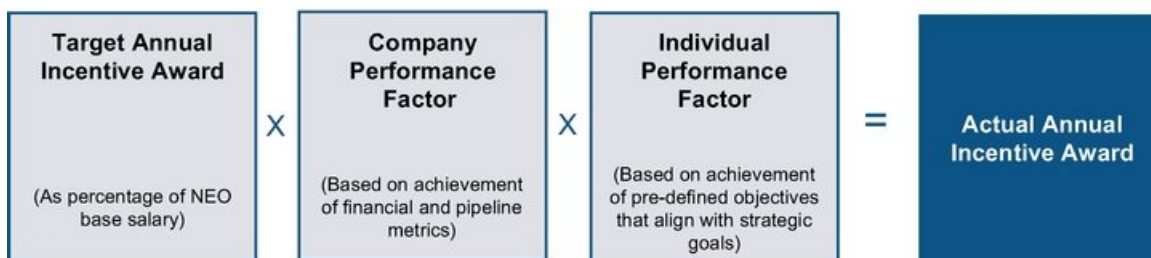 Target Annual
Incentive Award
(As percentage of NEO
base salary)
X
Company
Performance
Factor
(Based on achievement
of financial and pipeline
metrics)
X
Individual
Performance
Factor
(Based on achievement
of pre-defined objectives
that align with strategic
goals)
=
Actual Annual
Incentive Award